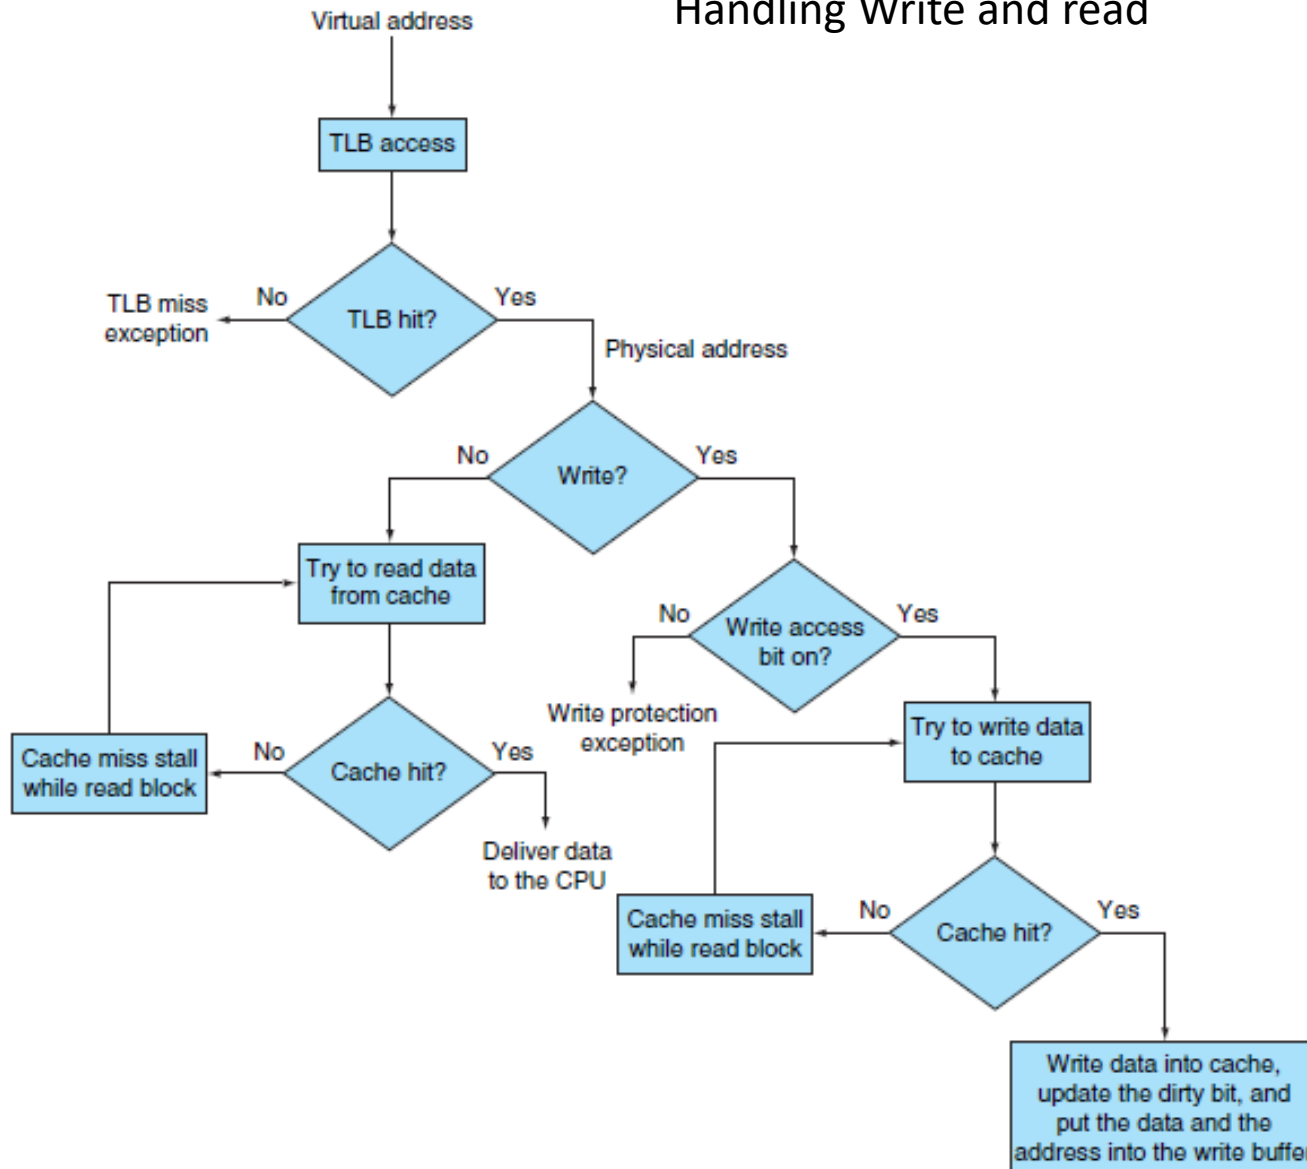 Handling Write and read
Virtual address
TLB access
TLB hit?
No
Yes
TLB miss
exception
Physical address
Write?
No
Yes
Try to read data
from cache
Write access
bit on?
No
Yes
Write protection
exception
Try to write data
to cache
Cache hit?
No
Yes
Cache miss stall
while read block
Deliver data
to the CPU
Cache hit?
No
Yes
Cache miss stall
while read block
Write data into cache,
update the dirty bit, and
put the data and the
address into the write buffer